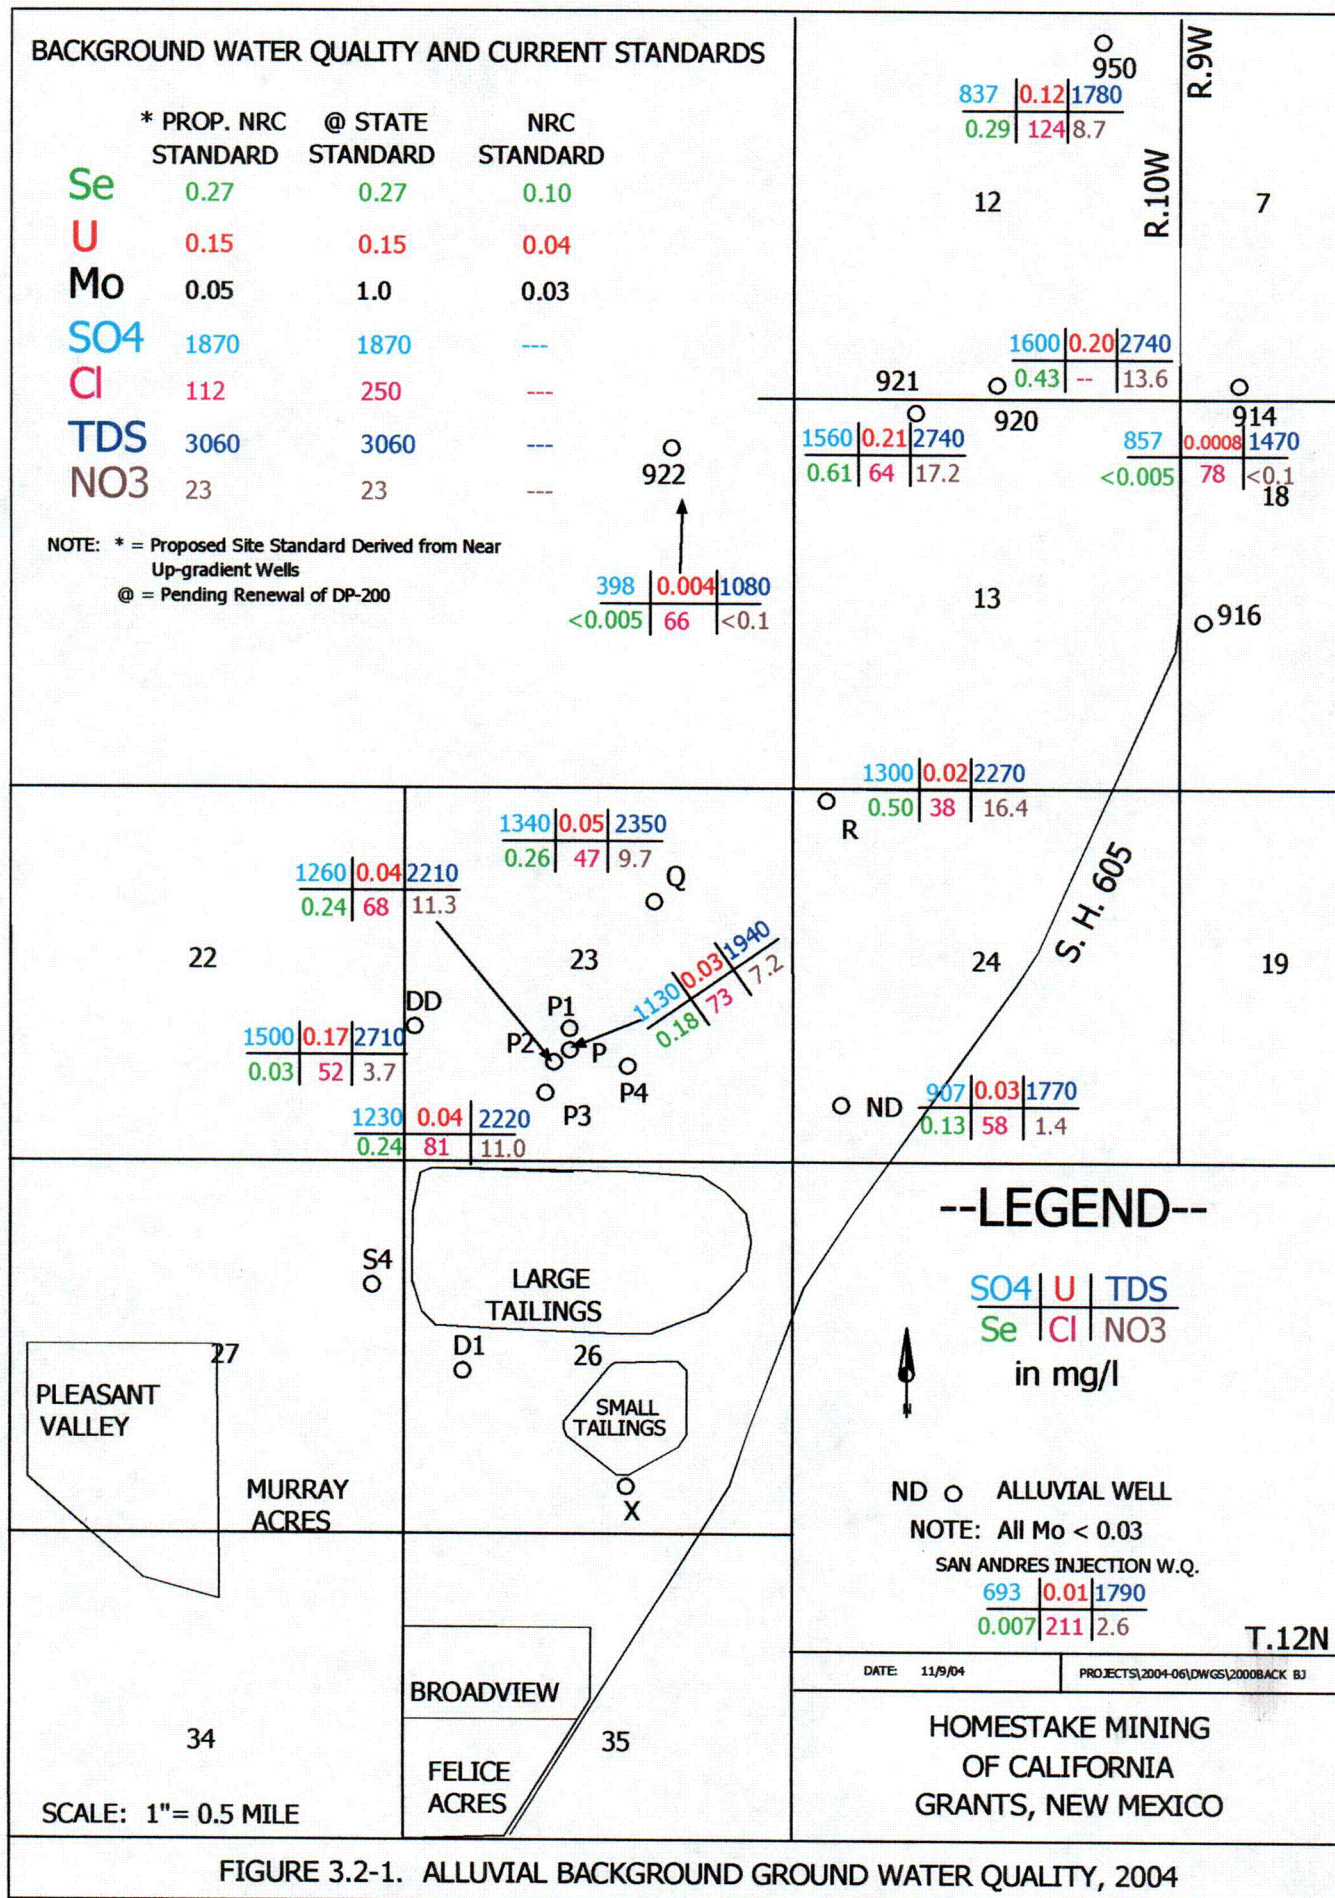 BACKGROUND WATER QUALITY AND CURRENT STANDARDS
* PROP. NRC STANDARD @ STATE STANDARD NRC STANDARD
Se 0.27 0.27 0.10
U 0.15 0.15 0.04
Mo 0.05 1.0 0.03
SO4 1870 1870 ---
Cl 112 250 ---
TDS 3060 3060 ---
NO3 23 23 ---
NOTE: * = Proposed Site Standard Derived from Near
Up-gradient Wells
@ = Pending Renewal of DP-200
950
837 0.12 1780
0.29 124 8.7
R.9W
R.10W
12
7
1600 0.20 2740
0.43 -- 13.6
921
920
914
1560 0.21 2740
0.61 64 17.2
857 0.0008 1470
<0.005 78 <0.1
18
922
398 0.004 1080
<0.005 66 <0.1
13
916
1300 0.02 2270
0.50 38 16.4
R
1340 0.05 2350
0.26 47 9.7
Q
1260 0.04 2210
0.24 68 11.3
22
23
1130 0.03 1940
0.18 73 7.2
24
S. H. 605
19
DD
1500 0.17 2710
0.03 52 3.7
P1
P2
P
P4
P3
1230 0.04 2220
0.24 81 11.0
ND
907 0.03 1770
0.13 58 1.4
S4
LARGE
TAILINGS
D1
26
27
PLEASANT
VALLEY
SMALL
TAILINGS
X
MURRAY
ACRES
BROADVIEW
34
35
FELICE
ACRES
SCALE: 1"= 0.5 MILE
--LEGEND--
SO4 U TDS
Se Cl NO3
in mg/l
N
ND ALLUVIAL WELL
NOTE: All Mo < 0.03
SAN ANDRES INJECTION W.Q.
693 0.01 1790
0.007 211 2.6
T.12N
DATE: 11/9/04 PROJECTS\2004-06\DWGS\2000BACK BJ
HOMESTAKE MINING
OF CALIFORNIA
GRANTS, NEW MEXICO
FIGURE 3.2-1. ALLUVIAL BACKGROUND GROUND WATER QUALITY, 2004